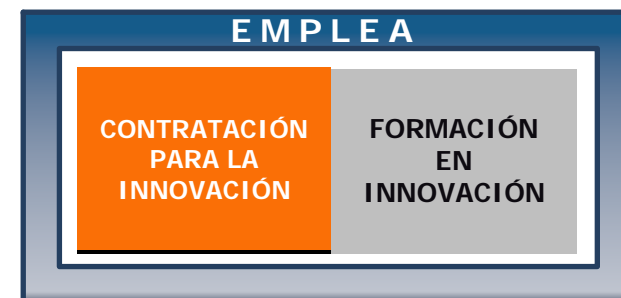 EMPLEA
CONTRATACIÓN
PARA LA
INNOVACIÓN
FORMACIÓN
EN
INNOVACIÓN